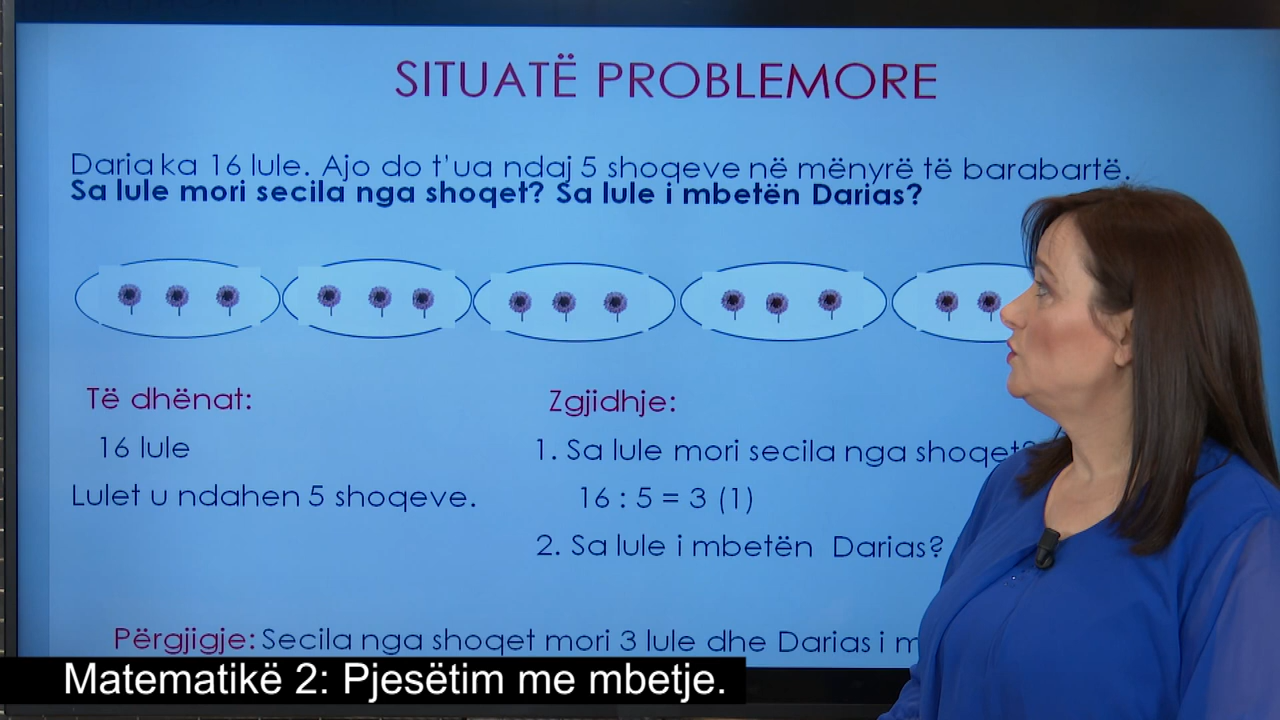 SITUATË PROBLEMORE
Daria ka 16 lule. Ajo do t'ua ndaj 5 shoqeve në mënyrë të barabartë.
Sa lule mori secila nga shoqet? Sa lule i mbetën Darias?
Të dhënat:
16 lule
Lulet u ndahen 5 shoqeve.
Zgjidhje:
1. Sa lule mori secila nga shoqet?
16 : 5 = 3 (1)
2. Sa lule i mbetën Darias?
Përgjigje: Secila nga shoqet mori 3 lule dhe Darias i
Matematikë 2: Pjesëtim me mbetje.